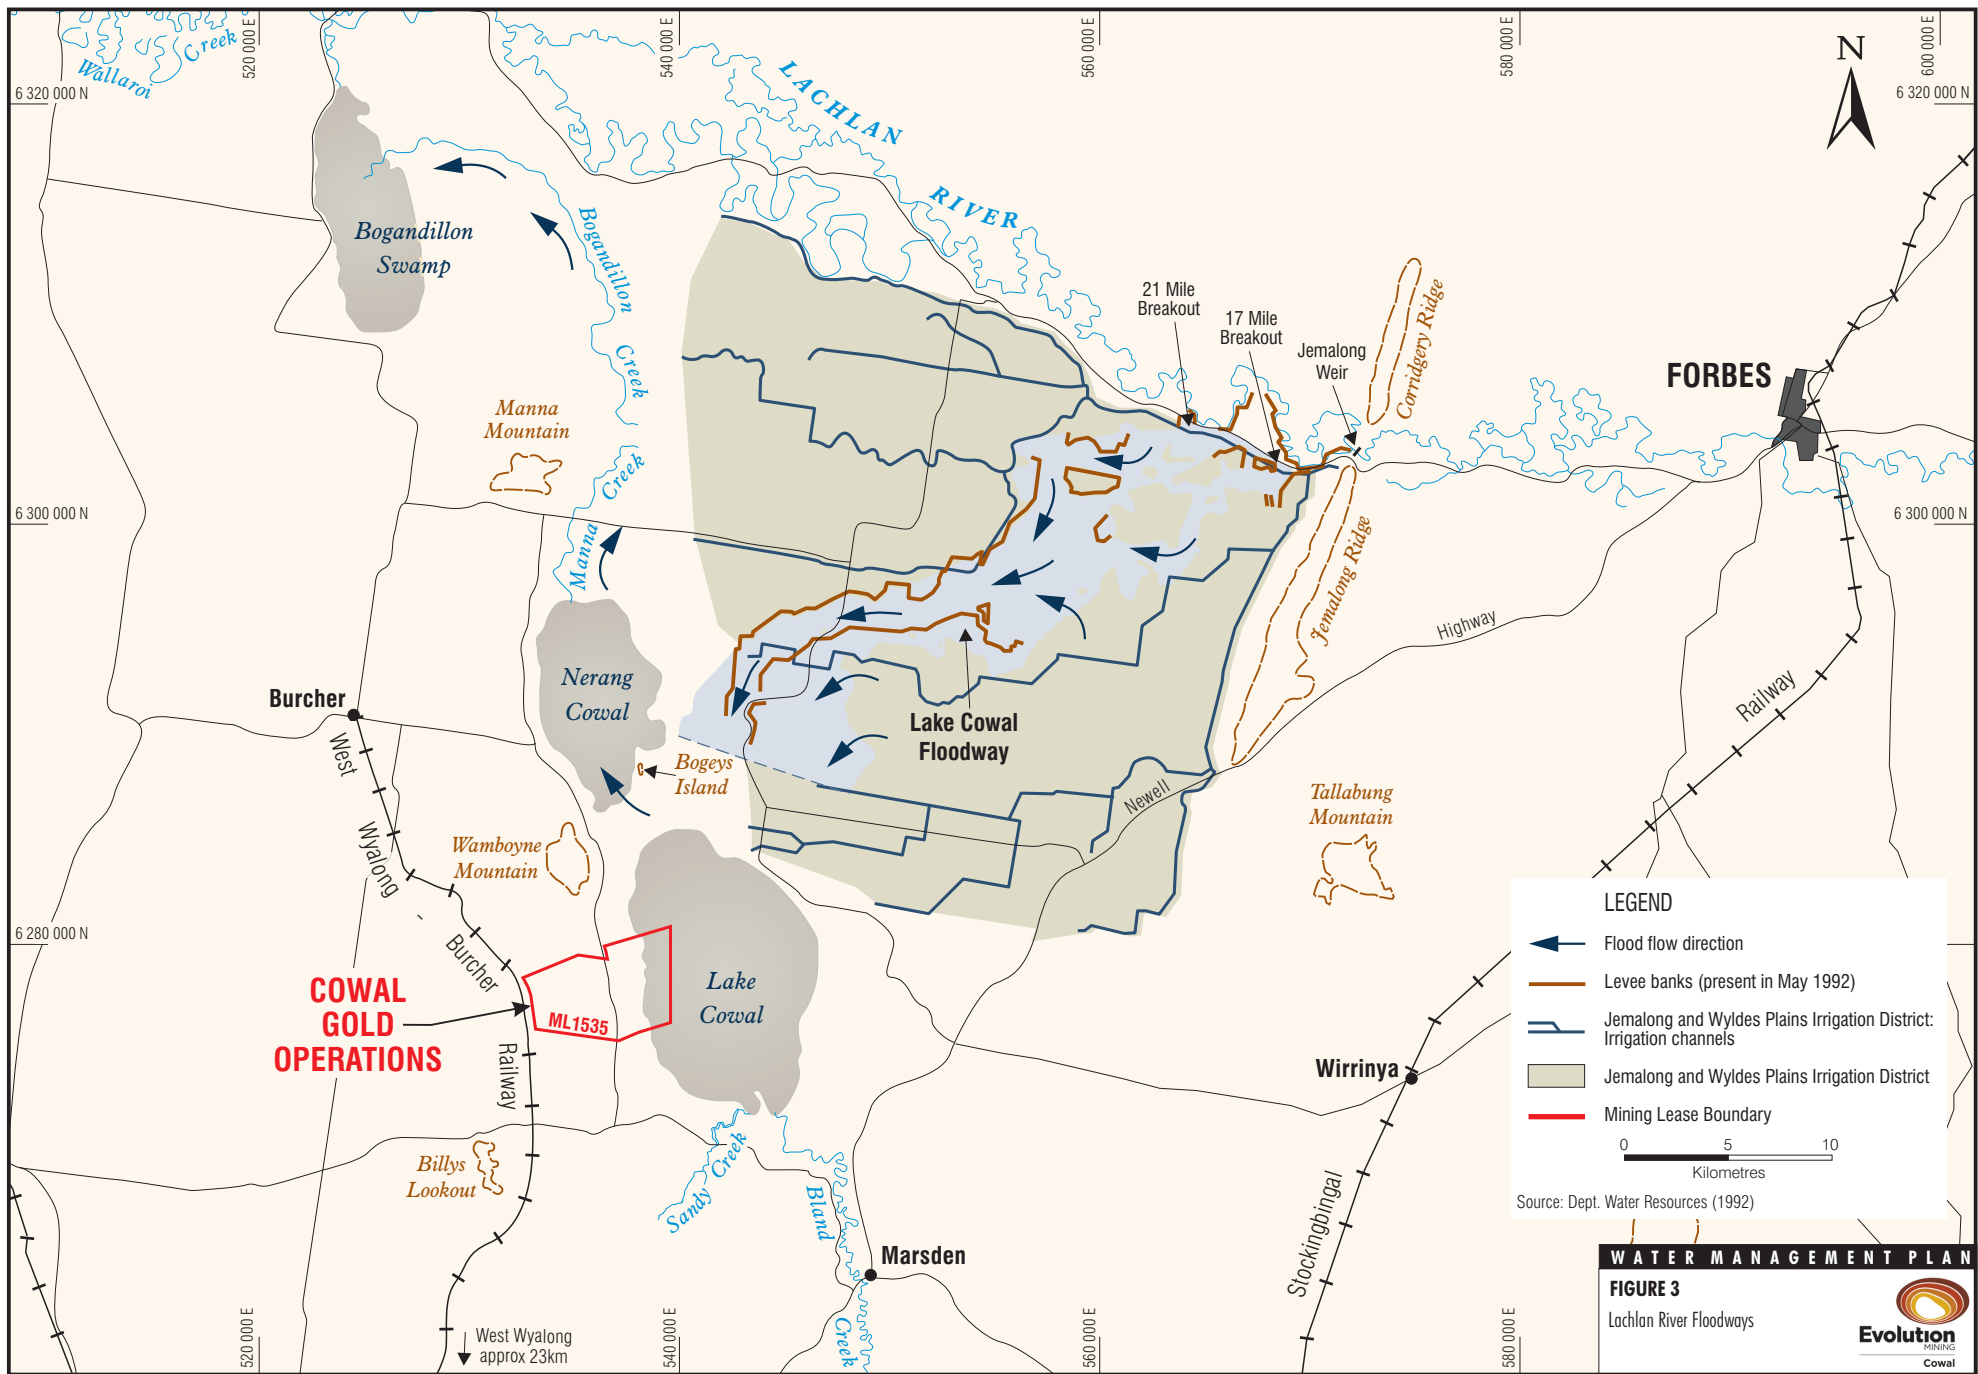 520 000 E
540 000 E
560 000 E
580 000 E
600 000 E
Wallaroi
Creek
6 320 000 N
6 320 000 N
N
LACHLAN
RIVER
Bogandillon
Swamp
Bogandillon
Creek
21 Mile
Breakout
17 Mile
Breakout
Jemalong
Weir
Corridgery Ridge
FORBES
Manna
Mountain
Manna
Creek
6 300 000 N
6 300 000 N
Jemalong Ridge
Newell
Highway
Railway
Nerang
Cowal
Burcher
Lake Cowal
Floodway
Bogeys
Island
Tallabung
Mountain
Wamboyne
Mountain
West
Wyalong
-
Burcher
Railway
6 280 000 N
COWAL
GOLD
OPERATIONS
ML1535
Lake
Cowal
Wirrinya
Stockingbingal
Billys
Lookout
Sandy Creek
Bland
Creek
Marsden
West Wyalong
approx 23km
520 000 E
540 000 E
560 000 E
580 000 E
LEGEND
Flood flow direction
Levee banks (present in May 1992)
Jemalong and Wyldes Plains Irrigation District:
Irrigation channels
Jemalong and Wyldes Plains Irrigation District
Mining Lease Boundary
0 5 10
Kilometres
Source: Dept. Water Resources (1992)
WATER MANAGEMENT PLAN
FIGURE 3
Lachlan River Floodways
Evolution
MINING
Cowal